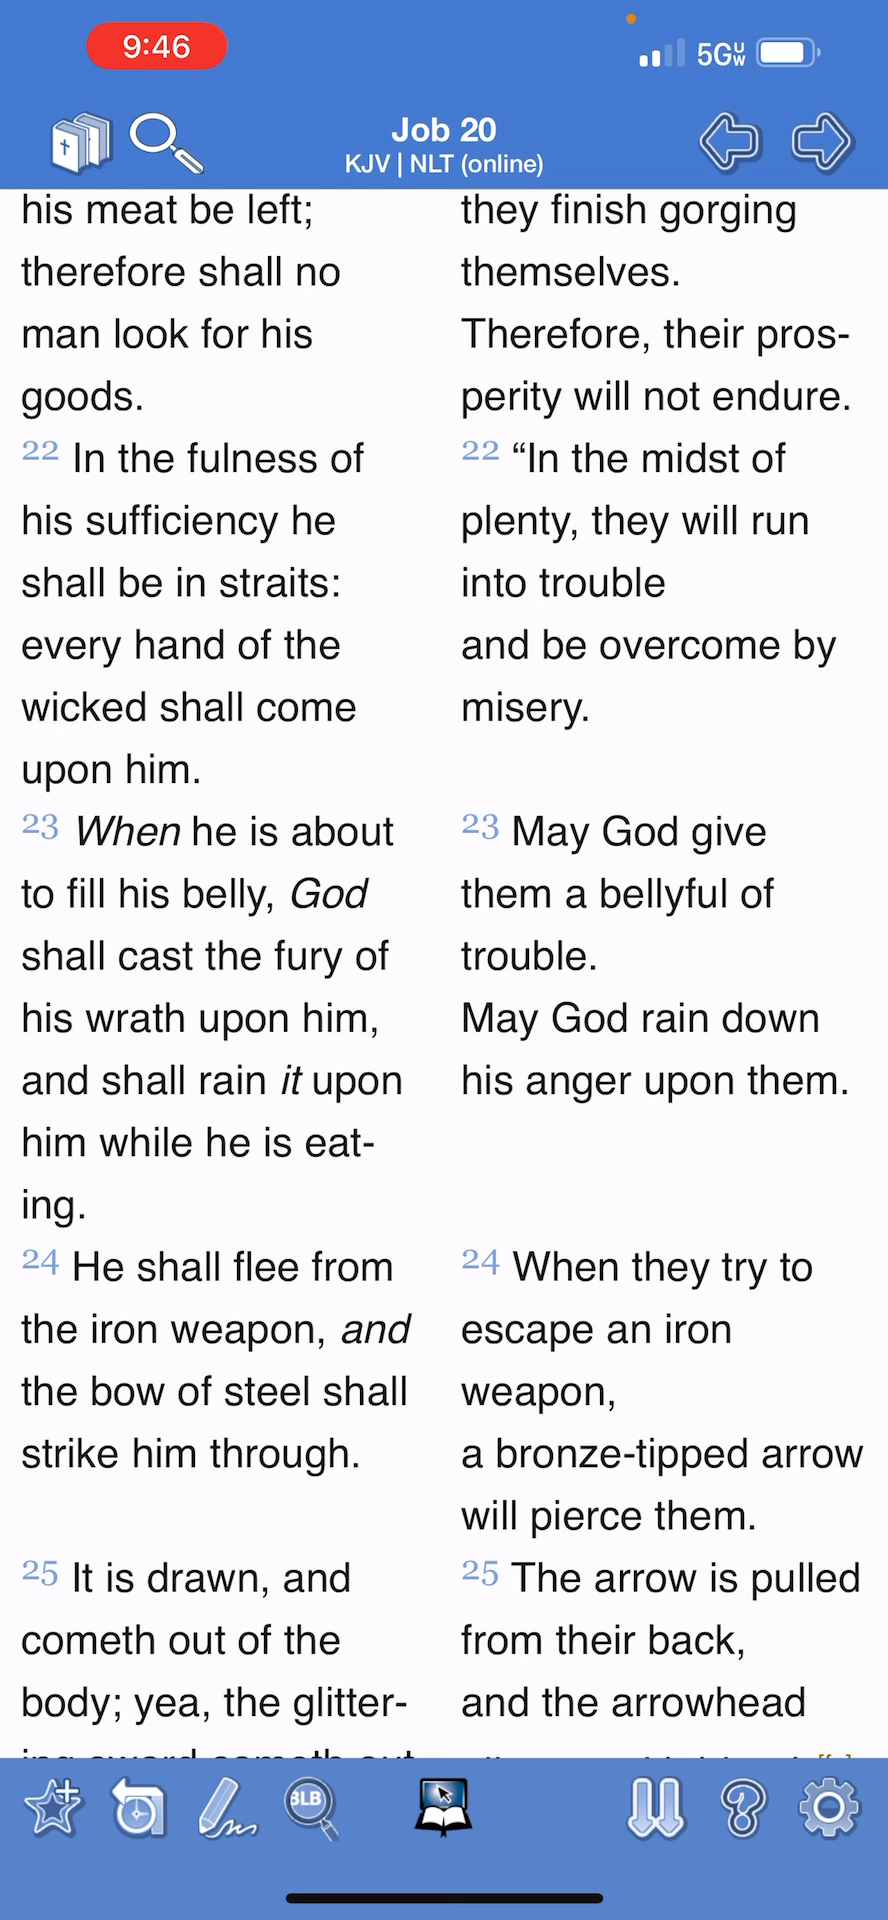 9:46
5G UW
Job 20
KJV | NLT (online)
his meat be left;
therefore shall no
man look for his
goods.
22 In the fulness of
his sufficiency he
shall be in straits:
every hand of the
wicked shall come
upon him.
23 When he is about
to fill his belly, God
shall cast the fury of
his wrath upon him,
and shall rain it upon
him while he is eat-
ing.
24 He shall flee from
the iron weapon, and
the bow of steel shall
strike him through.
25 It is drawn, and
cometh out of the
body; yea, the glitter-
ing sword cometh out
they finish gorging
themselves.
Therefore, their pros-
perity will not endure.
22 “In the midst of
plenty, they will run
into trouble
and be overcome by
misery.
23 May God give
them a bellyful of
trouble.
May God rain down
his anger upon them.
24 When they try to
escape an iron
weapon,
a bronze-tipped arrow
will pierce them.
25 The arrow is pulled
from their back,
and the arrowhead
BLB